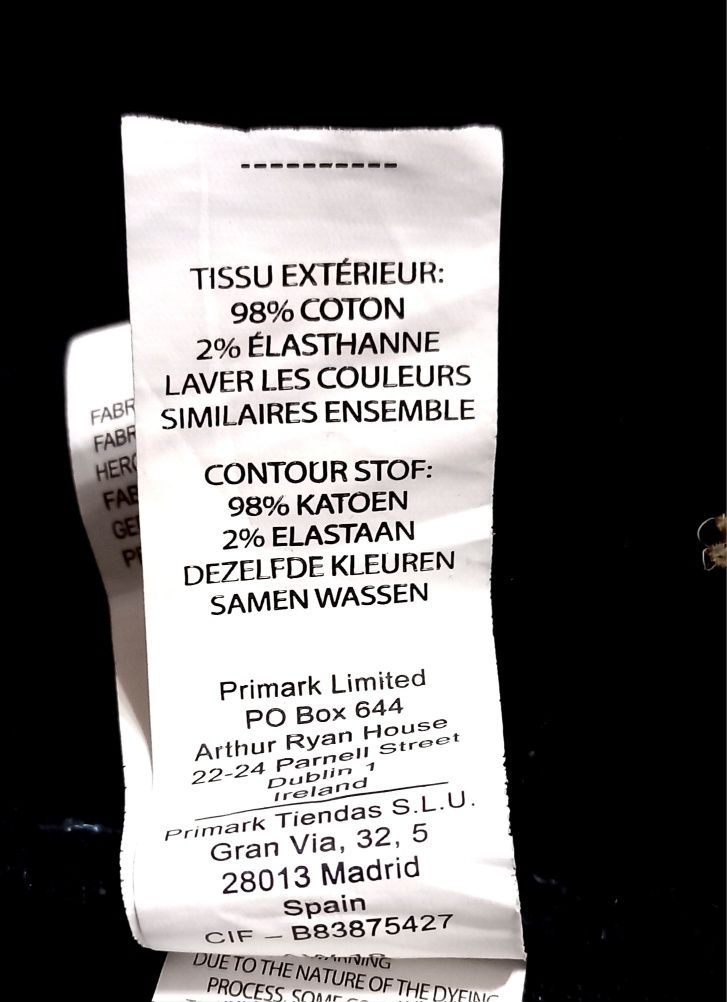 ----------
TISSU EXTÉRIEUR:
98% COTON
2% ÉLASTHANNE
LAVER LES COULEURS
SIMILAIRES ENSEMBLE
CONTOUR STOF:
98% KATOEN
2% ELASTAAN
DEZELFDE KLEUREN
SAMEN WASSEN
Primark Limited
PO Box 644
Arthur Ryan House
22-24 Parnell Street
Dublin 1
Ireland
Primark Tiendas S.L.U.
Gran Via, 32, 5
28013 Madrid
Spain
CIF – B83875427
DUE TO THE NATURE OF THE DYEING
PROCESS, SOME